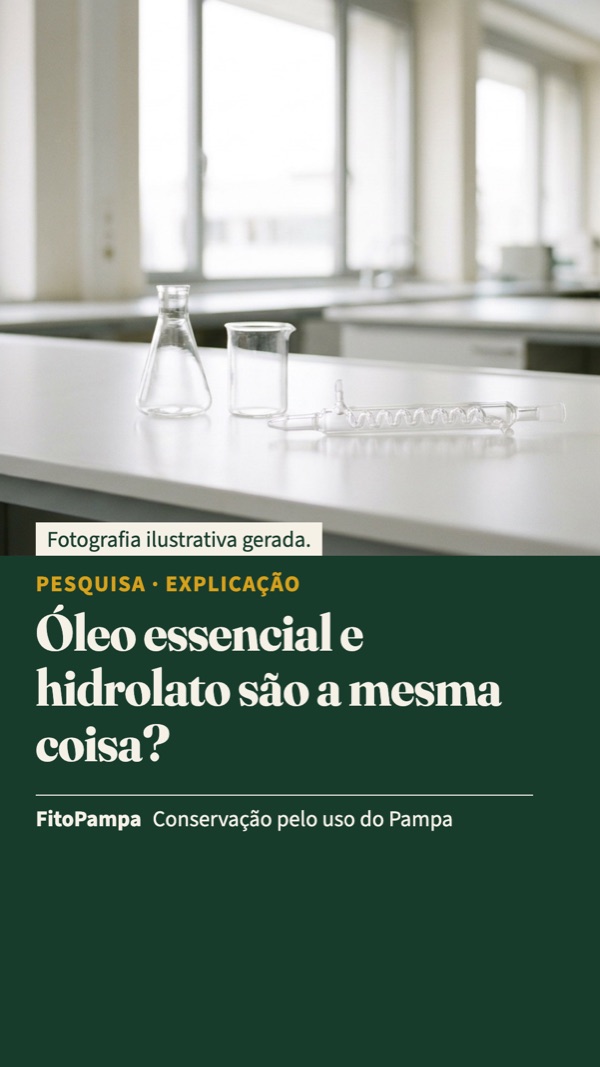 Fotografia ilustrativa gerada.
PESQUISA · EXPLICAÇÃO
Óleo essencial e
hidrolato são a mesma
coisa?
FitoPampa Conservação pelo uso do Pampa